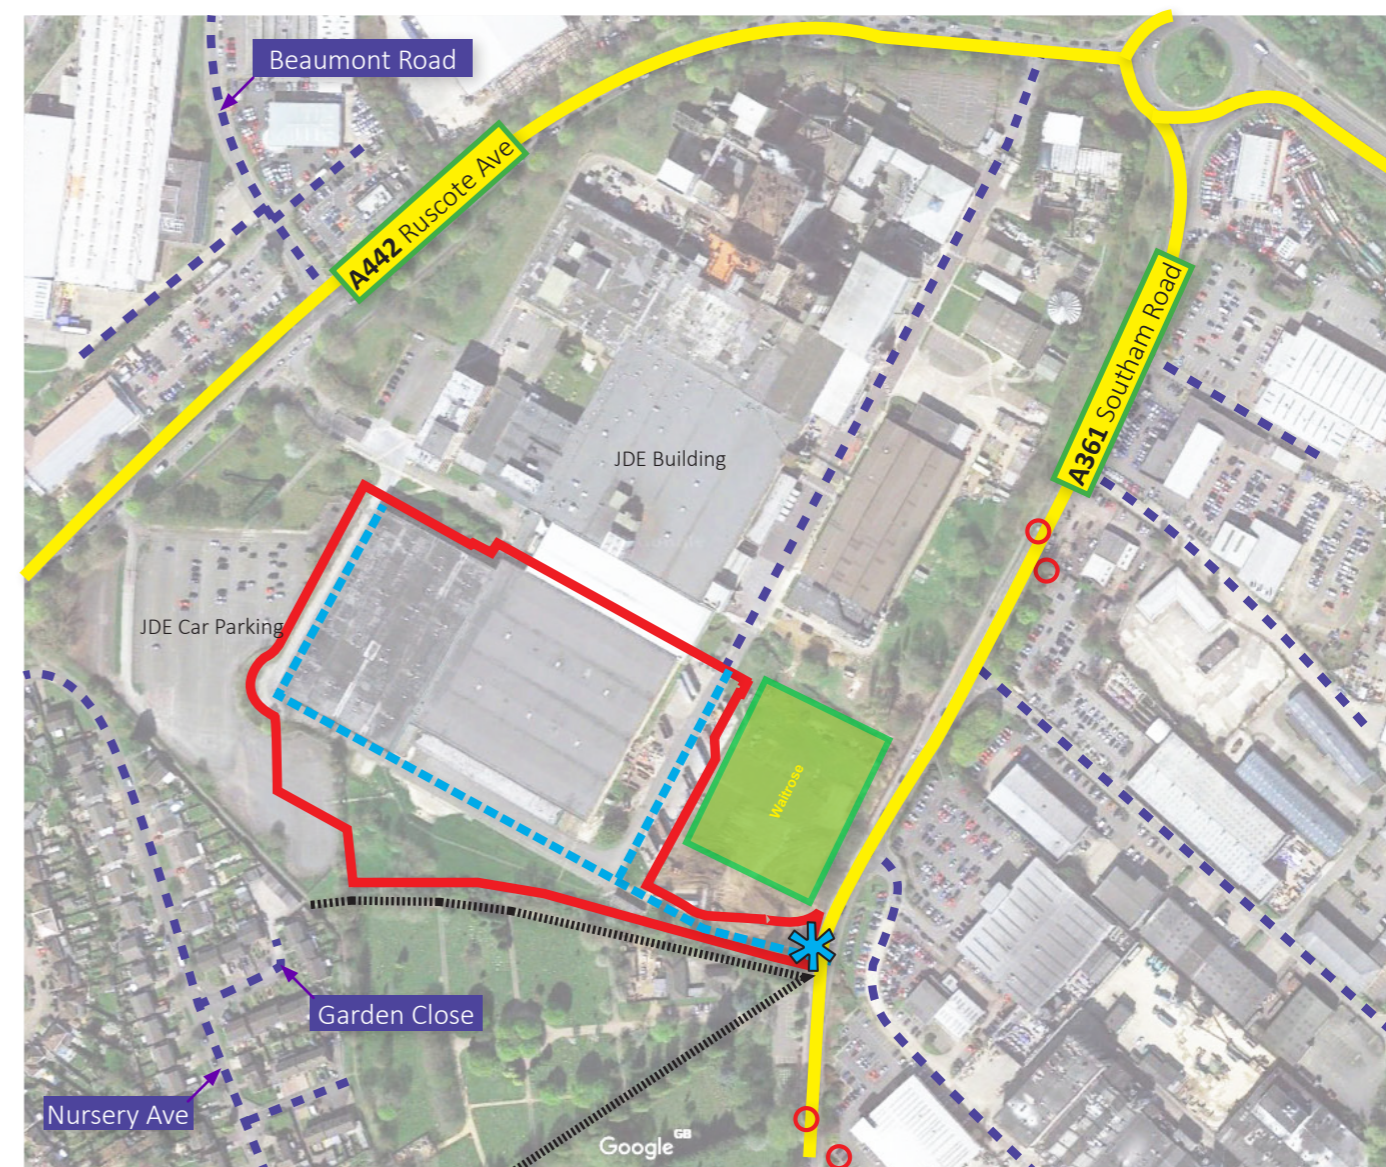 Beaumont Road
A442 Ruscote Ave
A361 Southam Road
JDE Building
JDE Car Parking
Waitrose
Garden Close
Nursery Ave
Google GB